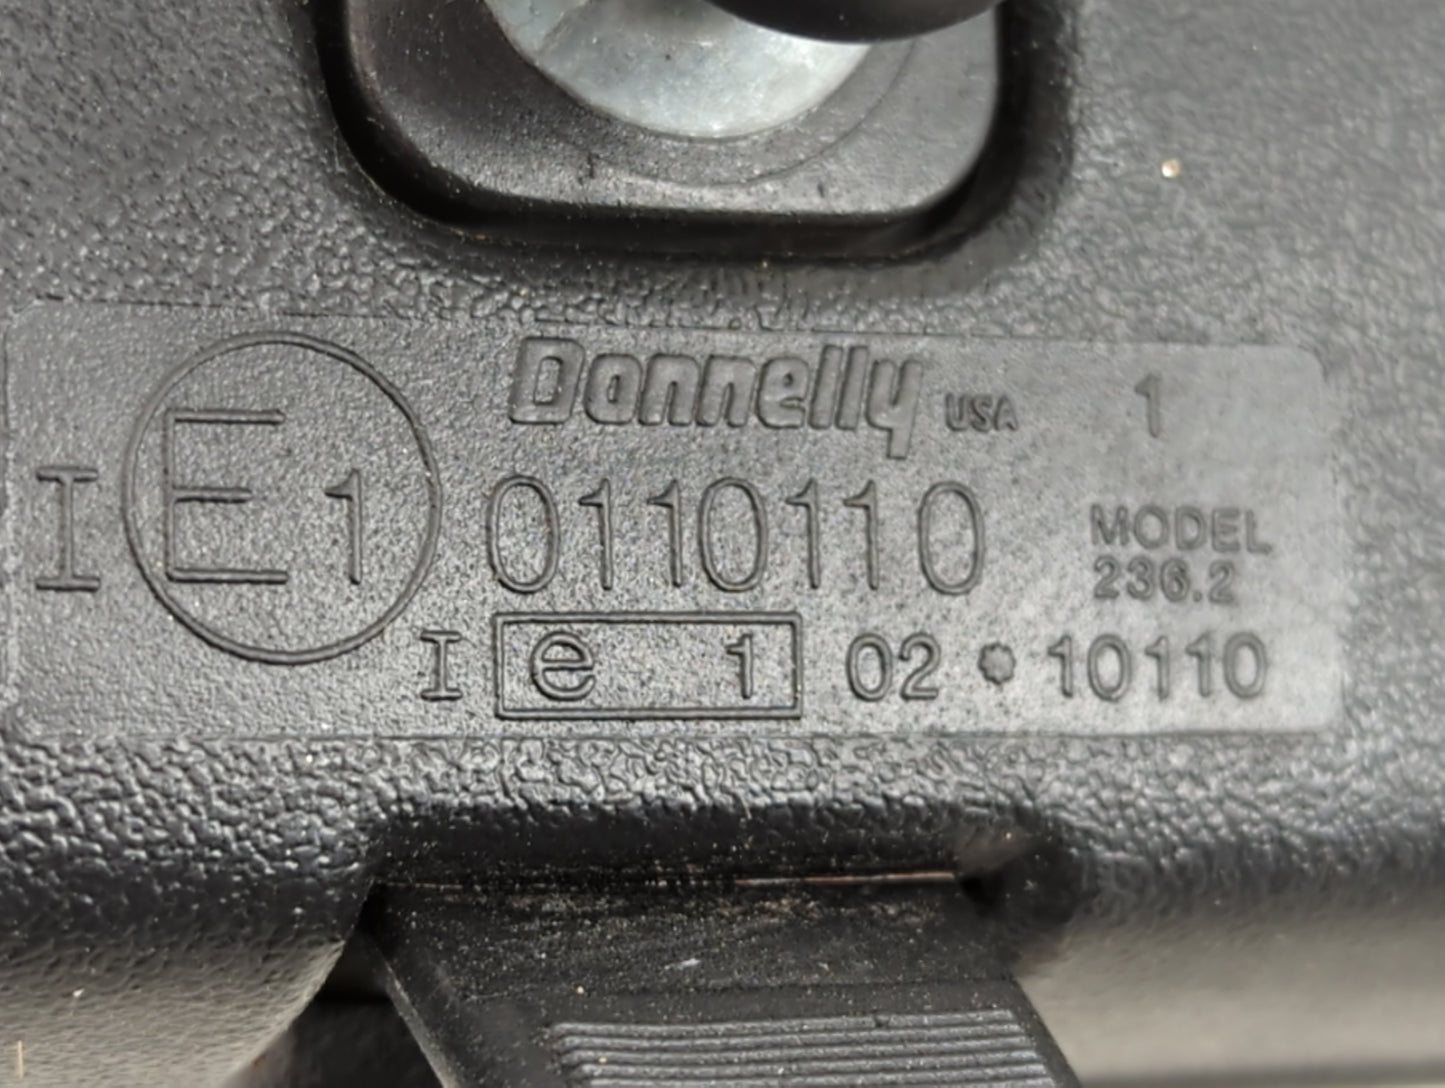 Donnelly USA 1
I E1 0110110
MODEL
236.2
I e 1 02 * 10110